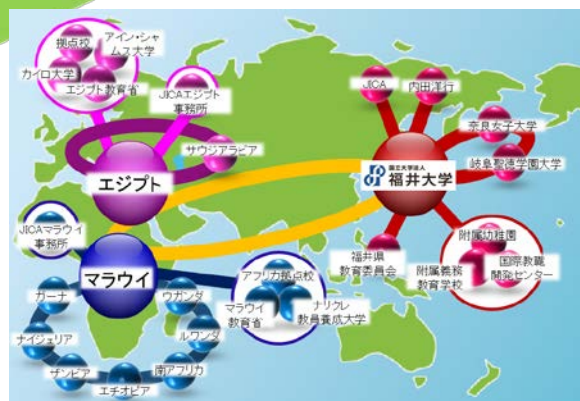 拠点校
アイン・シャ
ムス大学
カイロ大学
エジプト教育省
JICAエジプト
事務所
サウジアラビア
エジプト
JICA
内田洋行
奈良女子大学
岐阜聖徳学園大学
国立大学法人
福井大学
福井県
教育委員会
附属幼稚園
附属義務
教育学校
国際教職
開発センター
JICAマラウイ
事務所
マラウイ
アフリカ拠点校
マラウイ
教育省
ナリクレ
教員養成大学
ガーナ
ウガンダ
ナイジェリア
ルワンダ
ザンビア
南アフリカ
エチオピア